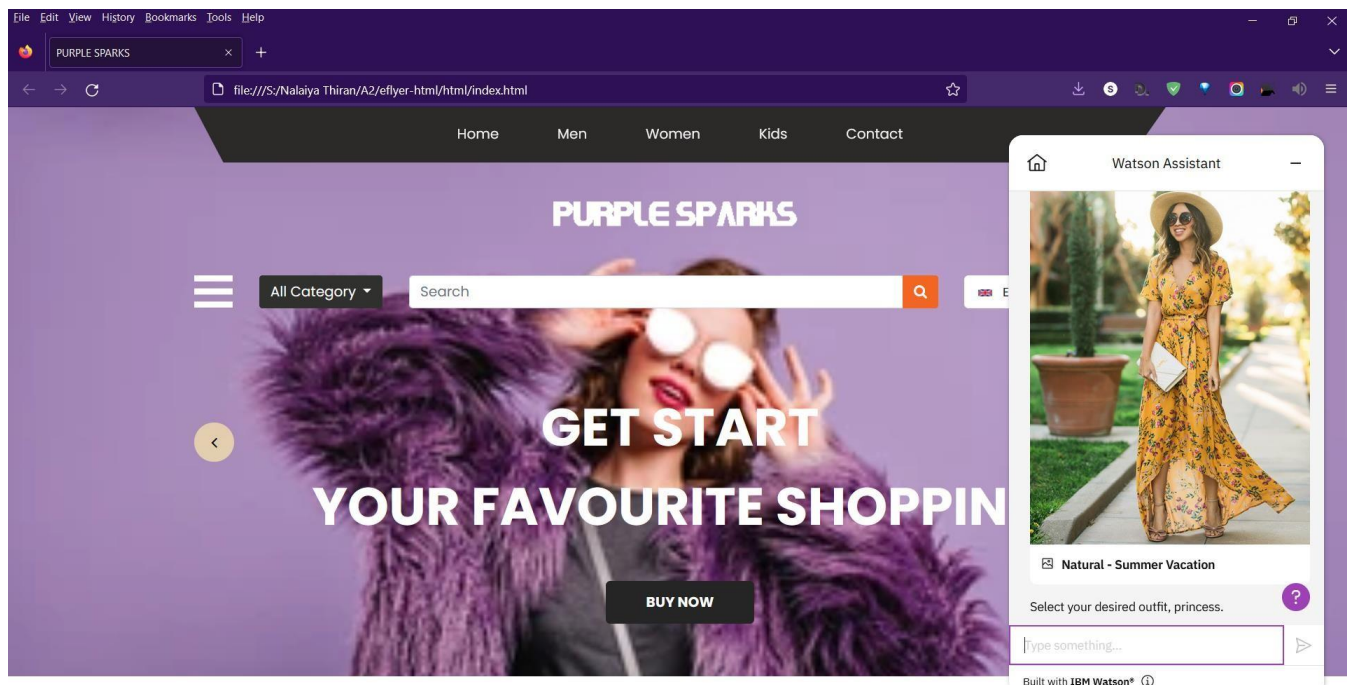 File Edit View History Bookmarks Tools Help
PURPLE SPARKS
file:///S:/Nalaiya Thiran/A2/eflyer-html/html/index.html
S
Home Men Women Kids Contact
Watson Assistant
PURPLE SPARKS
All Category
Search
E
GET START
YOUR FAVOURITE SHOPPIN
BUY NOW
Natural - Summer Vacation
Select your desired outfit, princess.
?
Type something...
Built with IBM Watson®